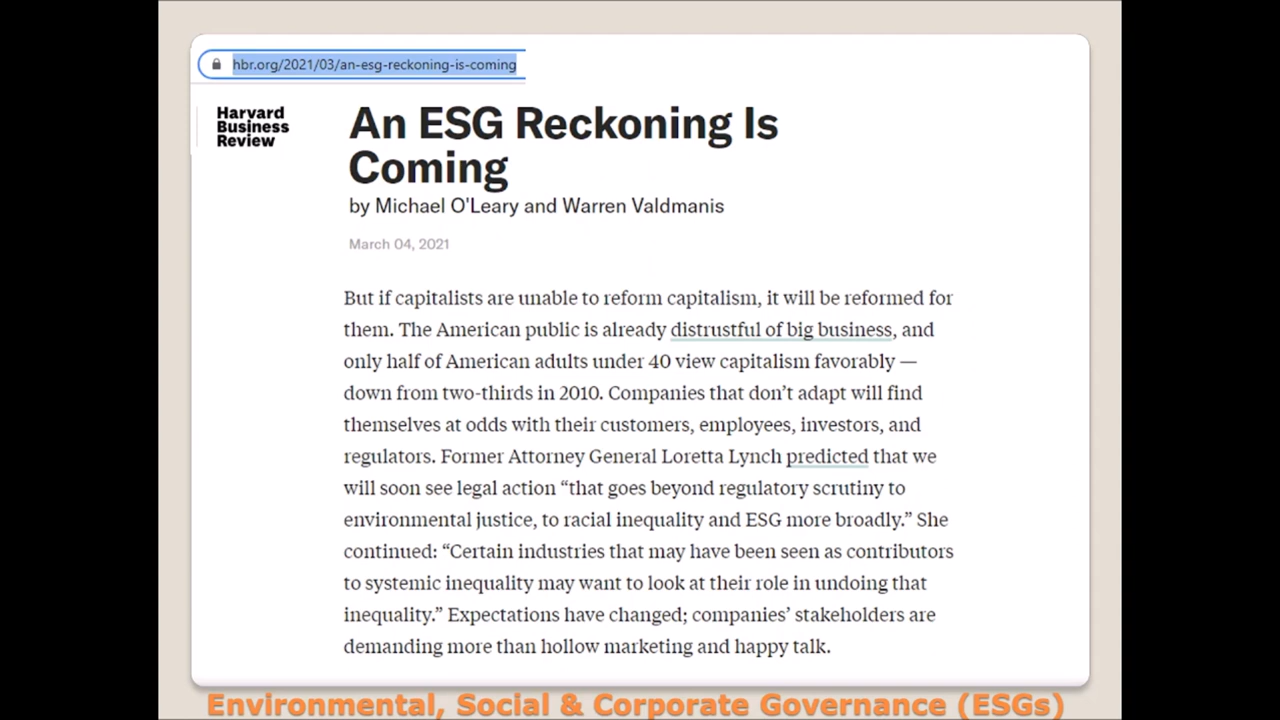 hbr.org/2021/03/an-esg-reckoning-is-coming
Harvard
Business
Review
An ESG Reckoning Is
Coming
by Michael O'Leary and Warren Valdmanis
March 04, 2021
But if capitalists are unable to reform capitalism, it will be reformed for
them. The American public is already distrustful of big business, and
only half of American adults under 40 view capitalism favorably —
down from two-thirds in 2010. Companies that don’t adapt will find
themselves at odds with their customers, employees, investors, and
regulators. Former Attorney General Loretta Lynch predicted that we
will soon see legal action “that goes beyond regulatory scrutiny to
environmental justice, to racial inequality and ESG more broadly.” She
continued: “Certain industries that may have been seen as contributors
to systemic inequality may want to look at their role in undoing that
inequality.” Expectations have changed; companies’ stakeholders are
demanding more than hollow marketing and happy talk.
Environmental, Social & Corporate Governance (ESGs)